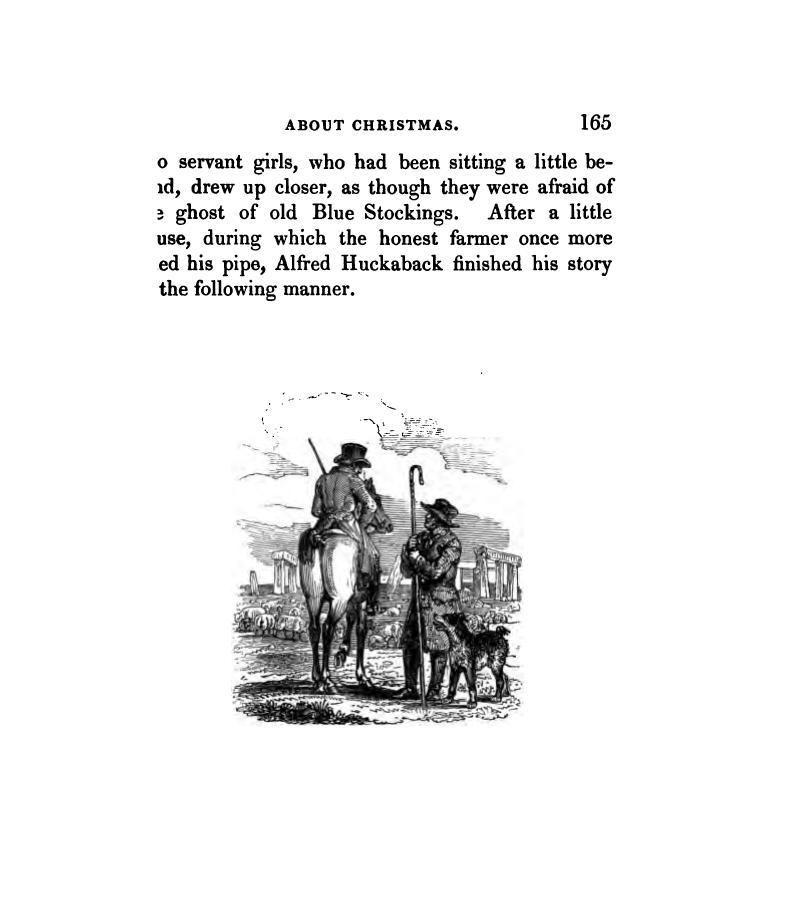 ABOUT CHRISTMAS. 165
o servant girls, who had been sitting a little be-
d, drew up closer, as though they were afraid of
ghost of old Blue Stockings. After a little
use, during which the honest farmer once more
ed his pipe, Alfred Huckaback finished his story
the following manner.